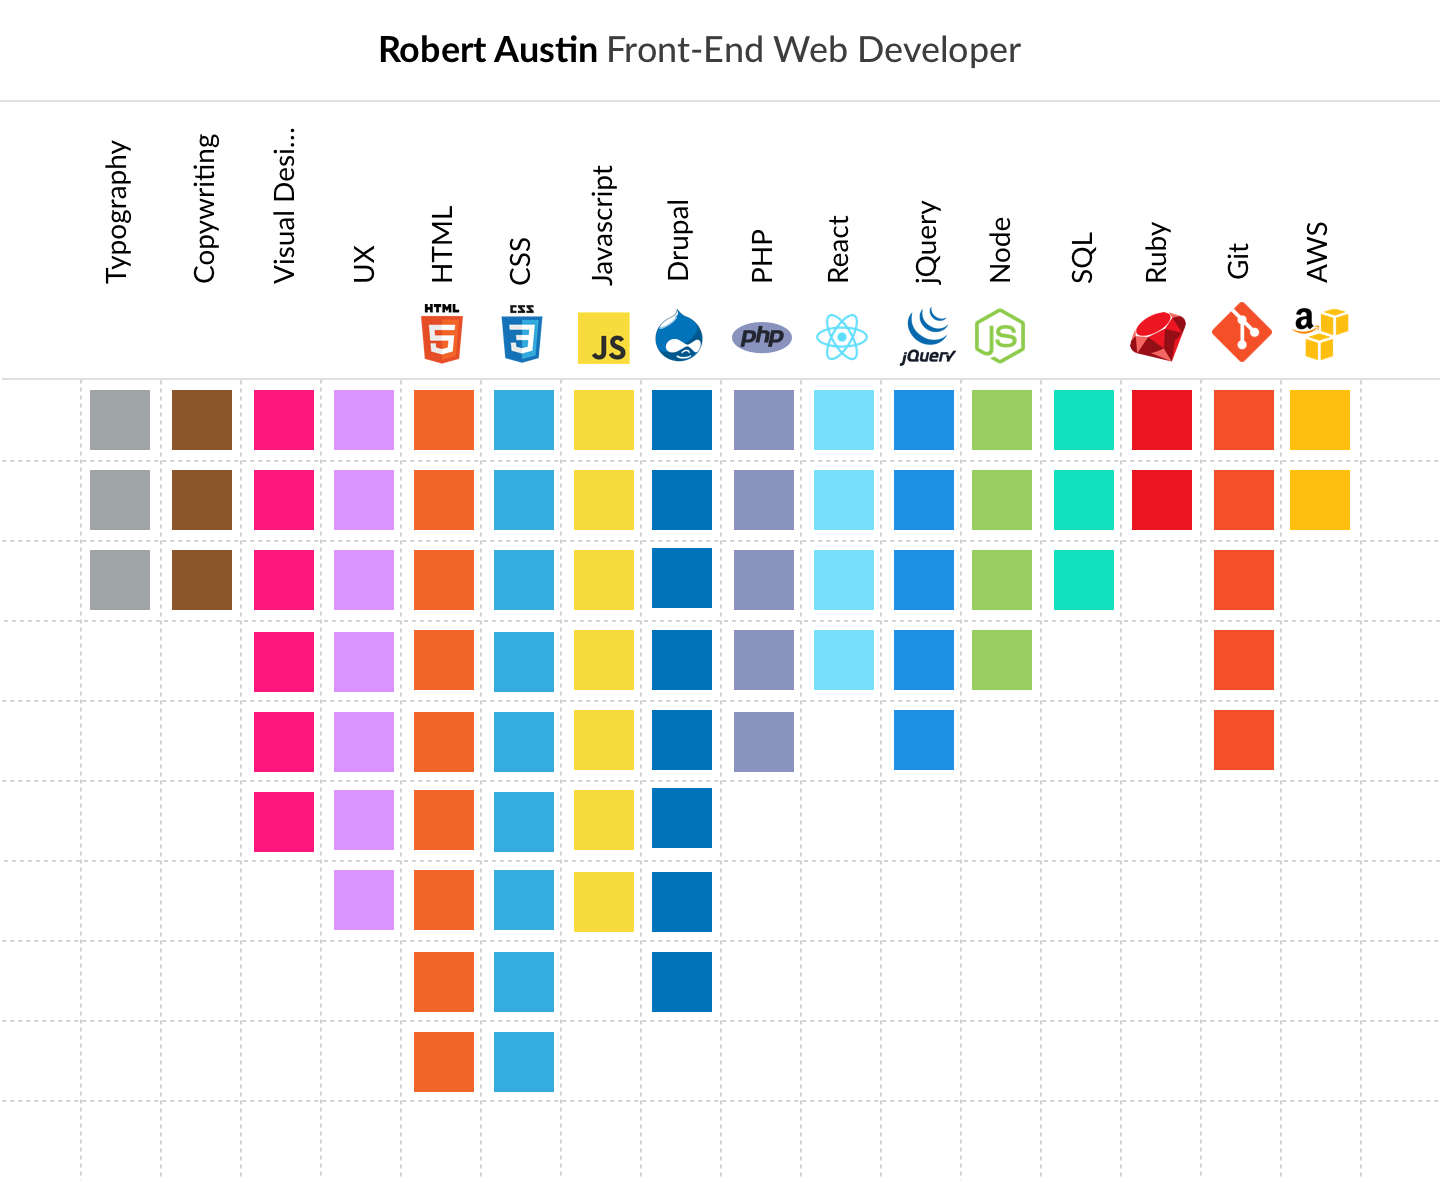 Robert Austin Front-End Web Developer
Typography
Copywriting
Visual Desi...
UX
HTML
CSS
Javascript
Drupal
PHP
React
jQuery
Node
SQL
Ruby
Git
AWS
HTML
5
CSS
3
JS
php
jQuery
JS
a